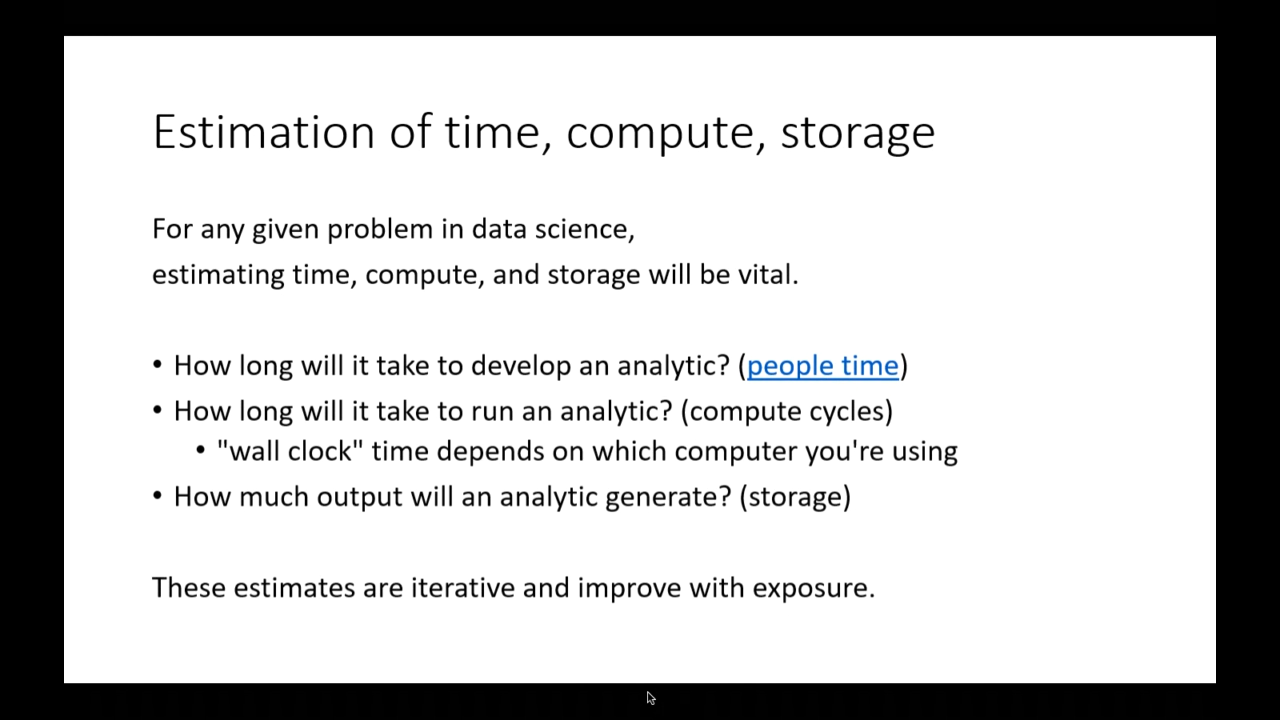 Estimation of time, compute, storage
For any given problem in data science,
estimating time, compute, and storage will be vital.
• How long will it take to develop an analytic? (people time)
• How long will it take to run an analytic? (compute cycles)
• "wall clock" time depends on which computer you're using
• How much output will an analytic generate? (storage)
These estimates are iterative and improve with exposure.